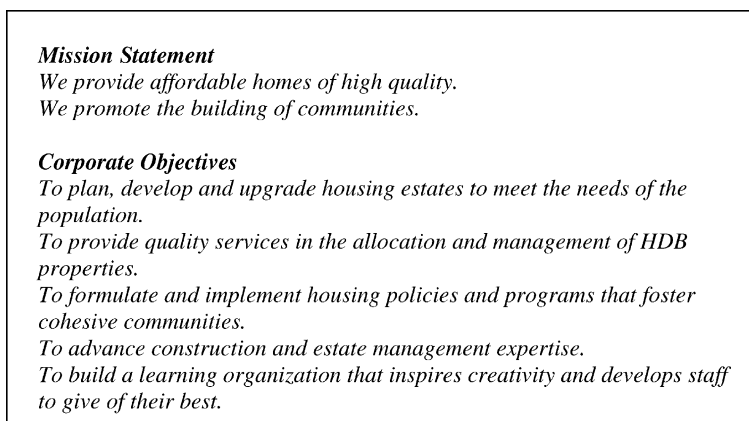 Mission Statement
We provide affordable homes of high quality.
We promote the building of communities.
Corporate Objectives
To plan, develop and upgrade housing estates to meet the needs of the
population.
To provide quality services in the allocation and management of HDB
properties.
To formulate and implement housing policies and programs that foster
cohesive communities.
To advance construction and estate management expertise.
To build a learning organization that inspires creativity and develops staff
to give of their best.